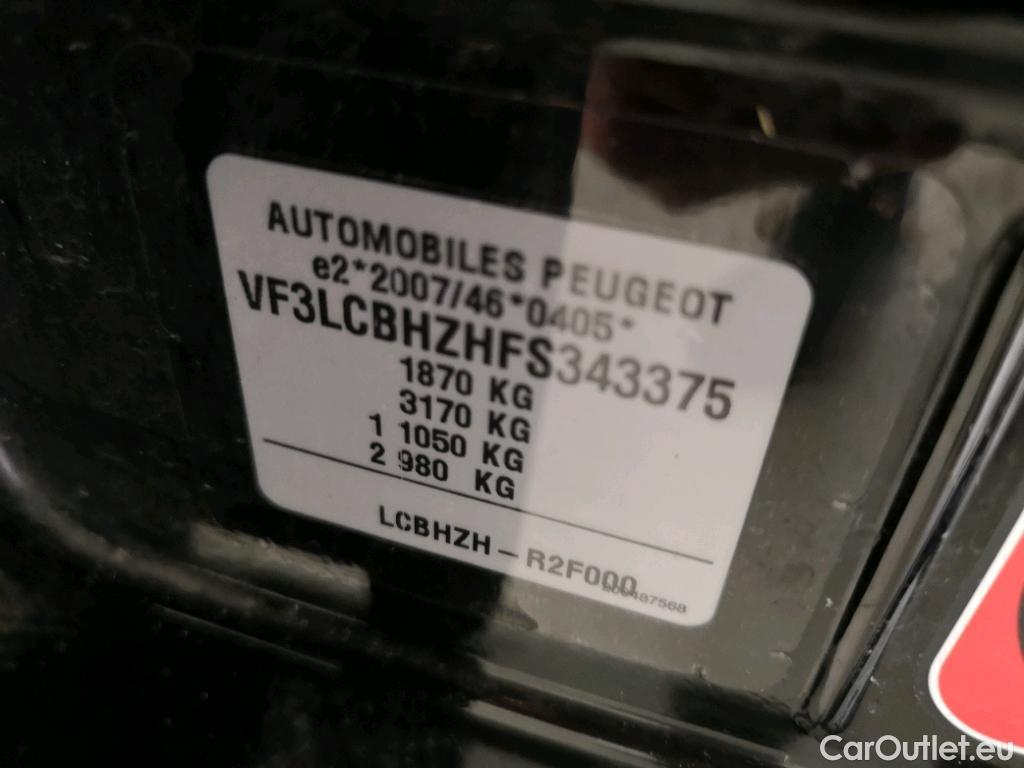 AUTOMOBILES PEUGEOT
e2*2007/46*0405*
VF3LCBHZHFS343375
1870 KG
3170 KG
1 1050 KG
2 980 KG
LCBHZH - R2F000
CarOutlet.eu